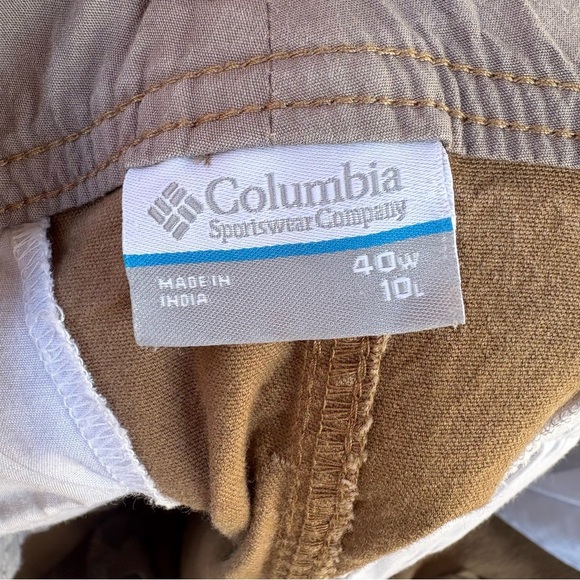 Columbia
Sportswear Company
40W
10L
MADE IN
INDIA